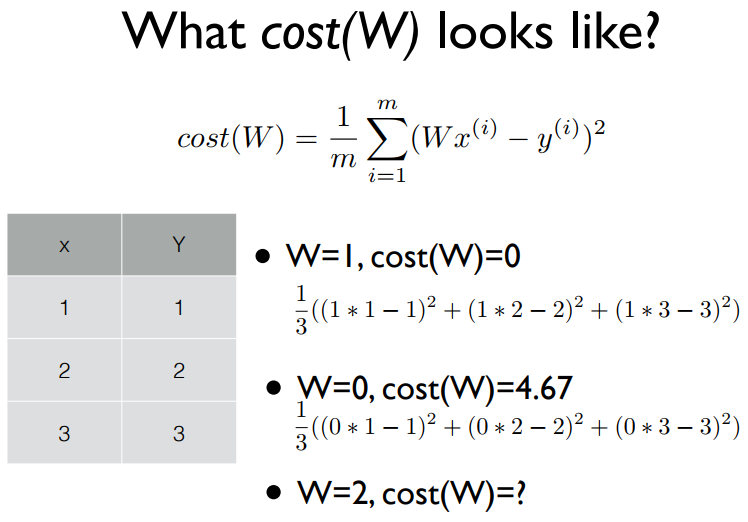 What cost(W) looks like?
cost(W) = \frac{1}{m} \sum_{i=1}^{m} (Wx^{(i)} - y^{(i)})^2
x Y
1 1
2 2
3 3
● W=1, cost(W)=0
\frac{1}{3}((1 * 1 - 1)^2 + (1 * 2 - 2)^2 + (1 * 3 - 3)^2)
● W=0, cost(W)=4.67
\frac{1}{3}((0 * 1 - 1)^2 + (0 * 2 - 2)^2 + (0 * 3 - 3)^2)
● W=2, cost(W)=?